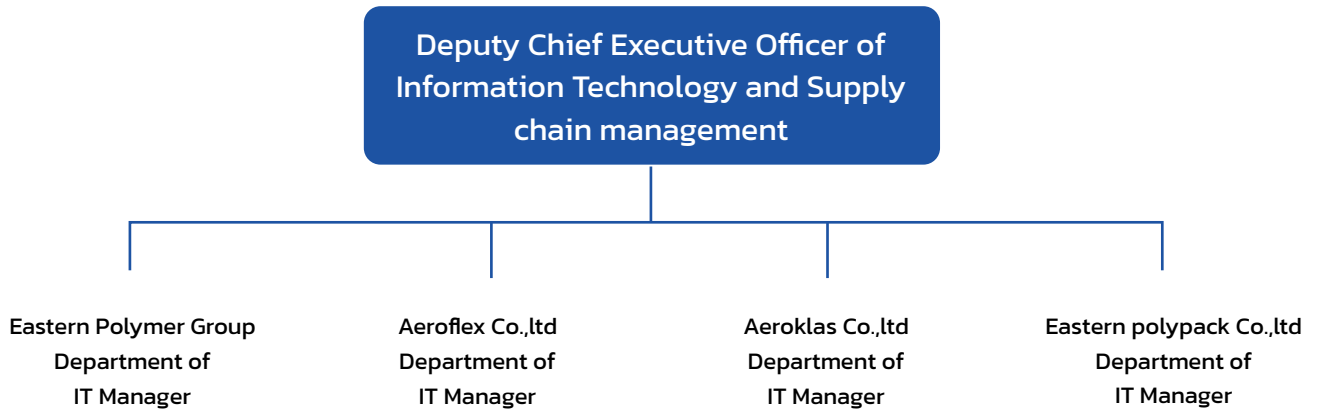 Deputy Chief Executive Officer of
Information Technology and Supply
chain management
Eastern Polymer Group
Department of
IT Manager
Aeroflex Co.,ltd
Department of
IT Manager
Aeroklas Co.,ltd
Department of
IT Manager
Eastern polypack Co.,ltd
Department of
IT Manager